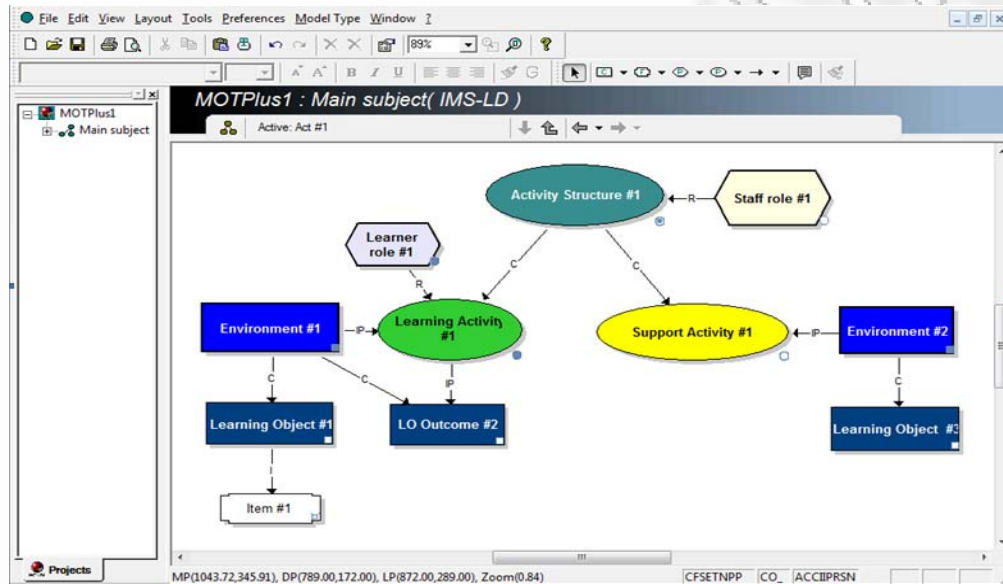 File Edit View Layout Tools Preferences Model Type Window ?
89%
B I U G
MOTPlus1
Main subject
MOTPlus1 : Main subject( IMS-LD )
Active: Act #1
Activity Structure #1
R
Staff role #1
Learner
role #1
R
C
C
Environment #1
IP
Learning Activity
#1
Support Activity #1
IP
Environment #2
C
C
IP
C
Learning Object #1
LO Outcome #2
Learning Object #3
I
Item #1
Projects
MP(1043.72,345.91), DP(789.00,172.00), LP(872.00,289.00), Zoom(0.84)
CFSETNPP CO_ ACCIIPRSN